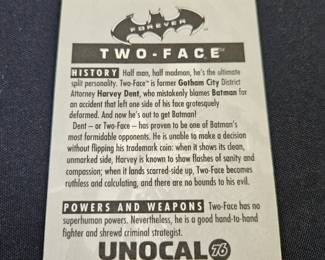 FOREVER
TWO-FACE™
HISTORY Half man, half madman, he's the ultimate
split personality. Two-Face™ is former Gotham City District
Attorney Harvey Dent, who mistakenly blames Batman for
an accident that left one side of his face grotesquely
deformed. And now he's out to get Batman!
Dent – or Two-Face – has proven to be one of Batman's
most formidable opponents. He is unable to make a decision
without flipping his trademark coin: when it shows its clean,
unmarked side, Harvey is known to show flashes of sanity and
compassion; when it lands scarred-side up, Two-Face becomes
ruthless and calculating, and there are no bounds to his evil.
POWERS AND WEAPONS Two-Face has no
superhuman powers. Nevertheless, he is a good hand-to-hand
fighter and shrewd criminal strategist.
UNOCAL 76